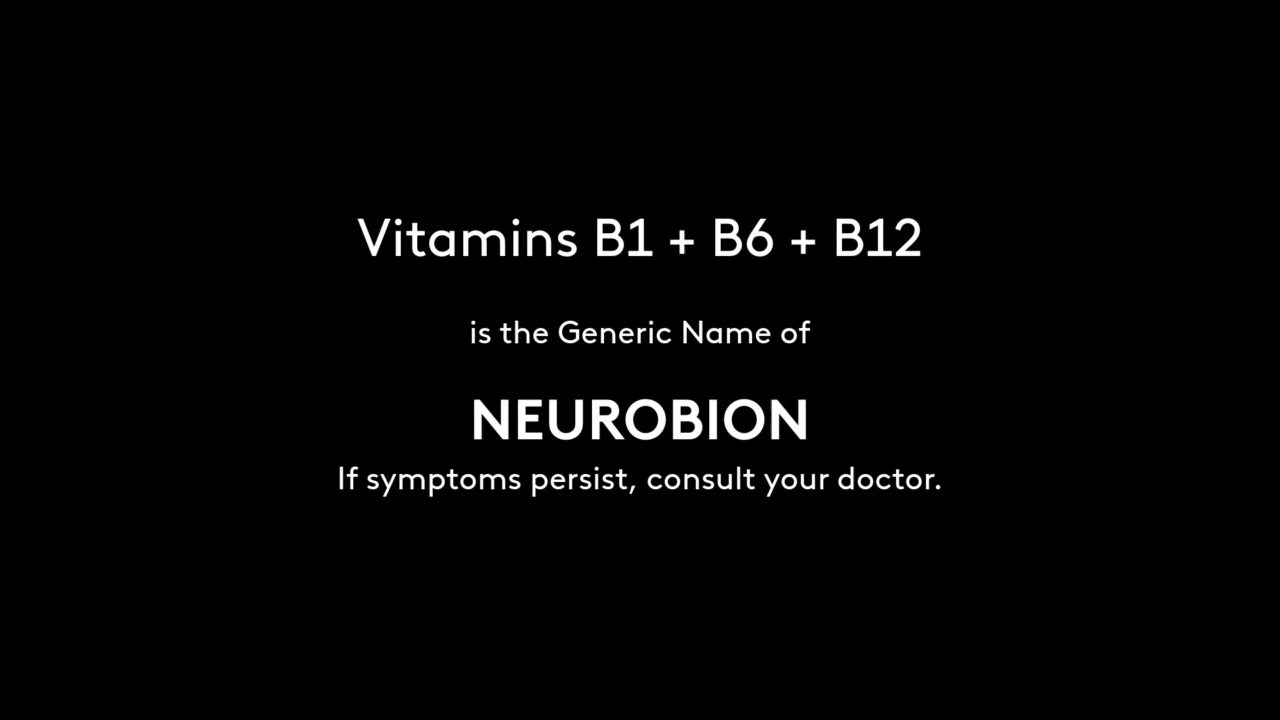 Vitamins B1 + B6 + B12
is the Generic Name of
NEUROBION
If symptoms persist, consult your doctor.